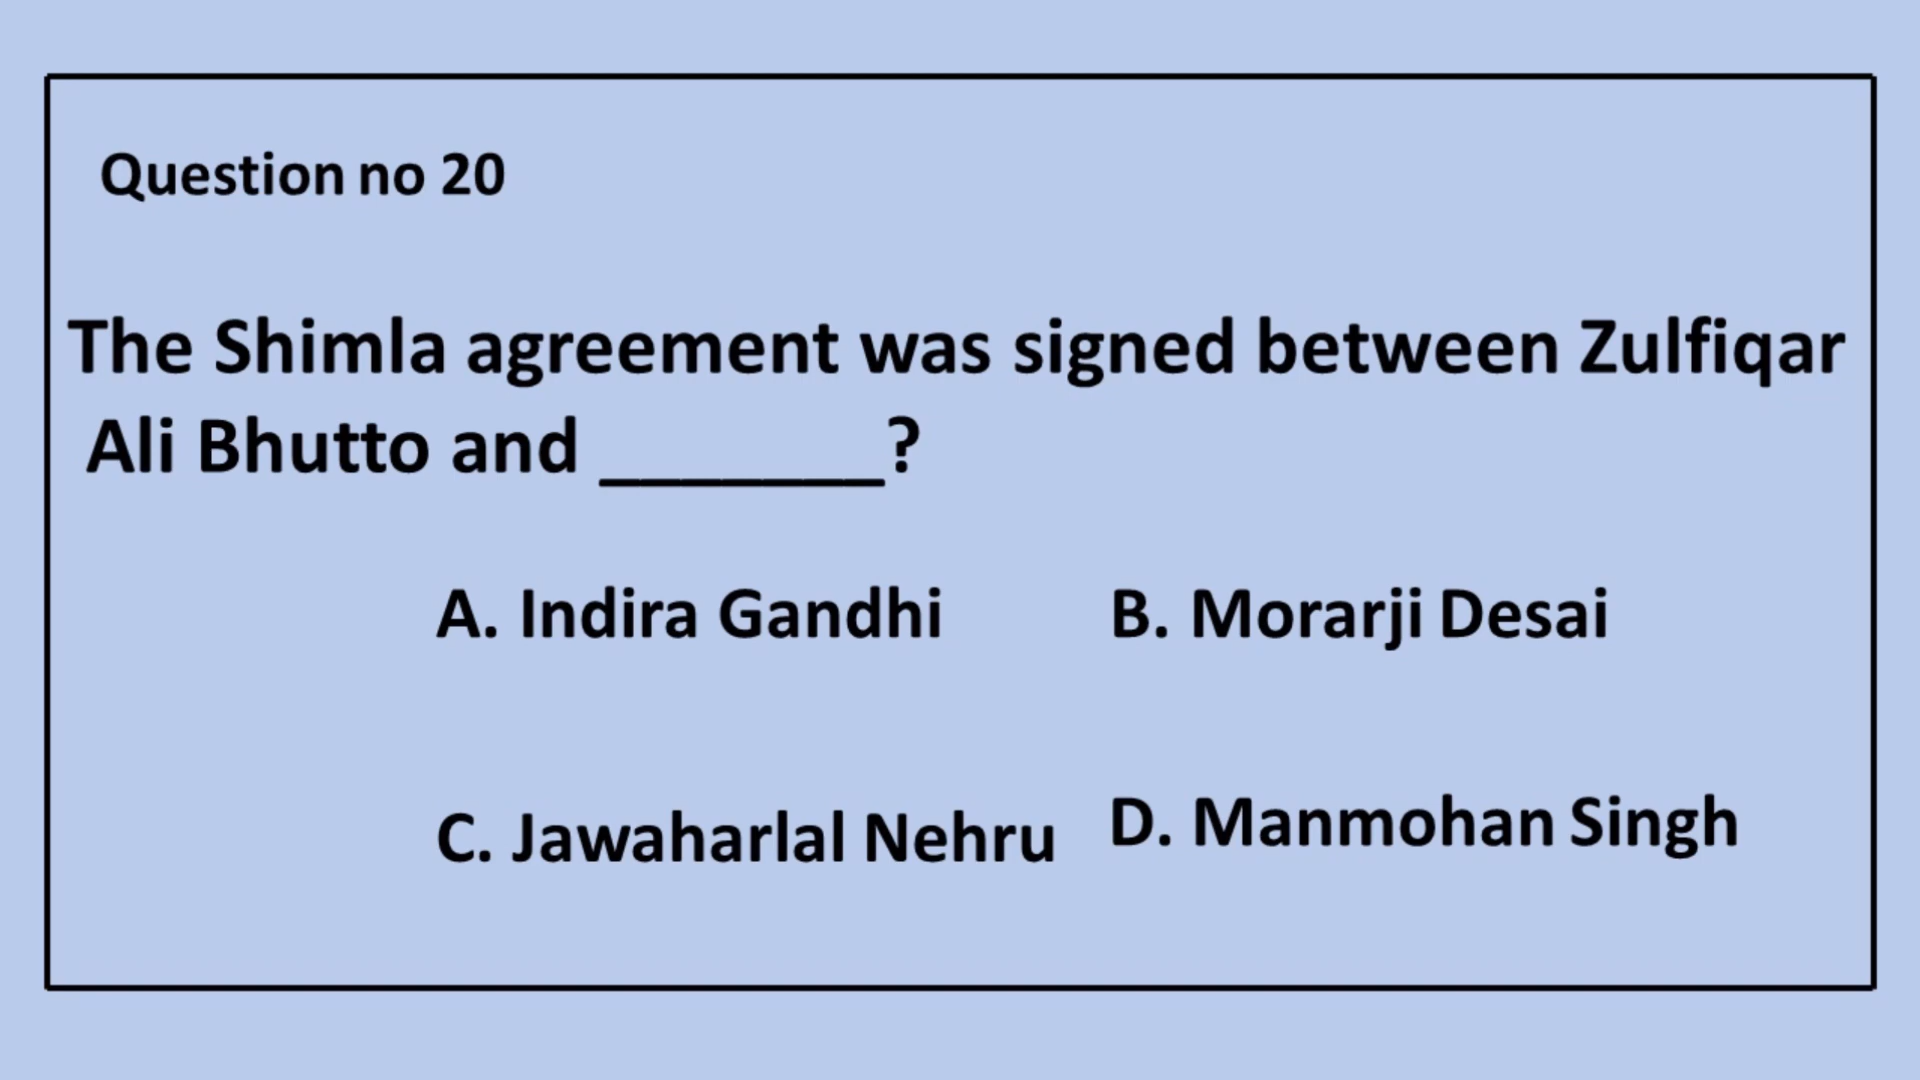 Question no 20
The Shimla agreement was signed between Zulfiqar
Ali Bhutto and _______?
A. Indira Gandhi
B. Morarji Desai
C. Jawaharlal Nehru
D. Manmohan Singh